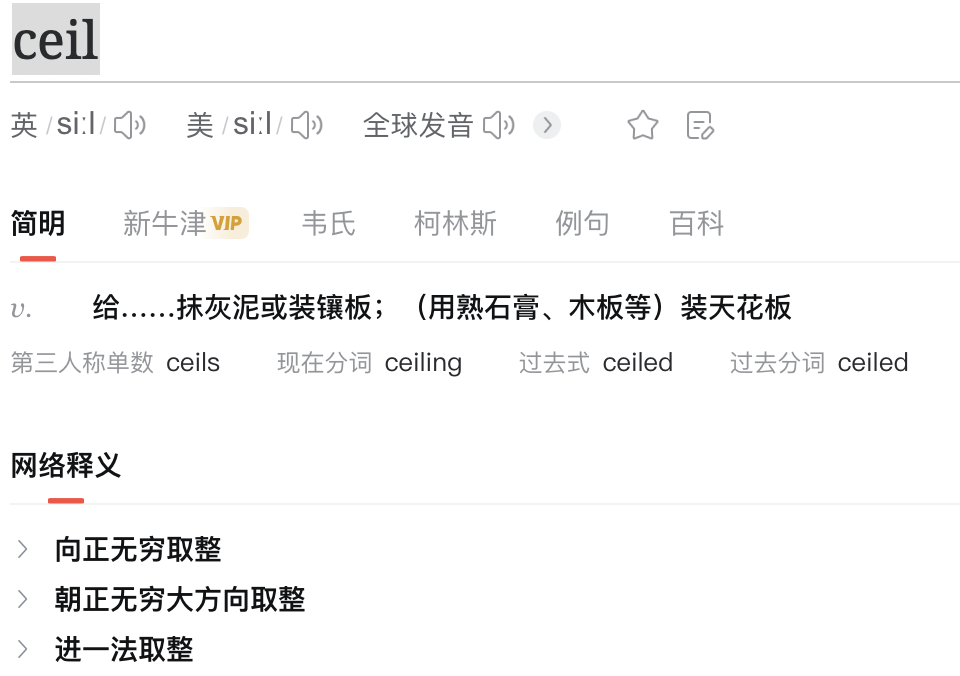 ceil
英 /siːl/ 美 /siːl/ 全球发音
简明 新牛津 VIP 韦氏 柯林斯 例句 百科
v. 给……抹灰泥或装镶板；（用熟石膏、木板等）装天花板
第三人称单数 ceils 现在分词 ceiling 过去式 ceiled 过去分词 ceiled
网络释义
向正无穷取整
朝正无穷大方向取整
进一法取整